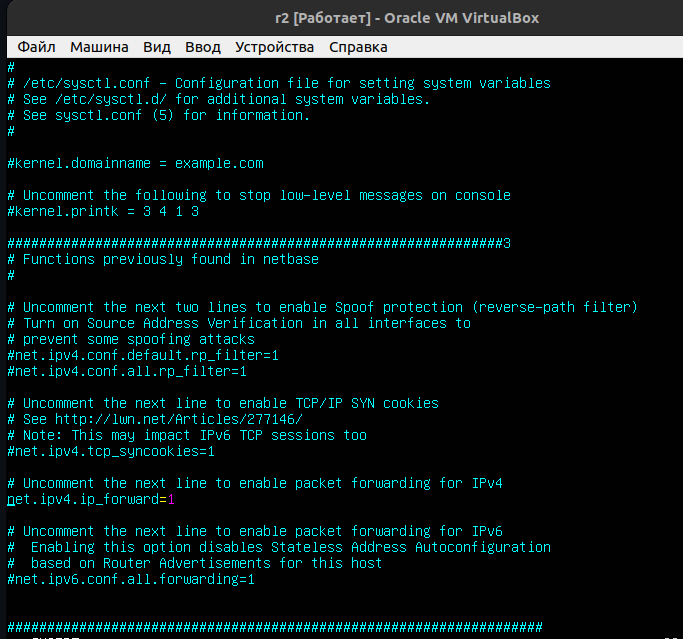 r2 [Работает] - Oracle VM VirtualBox
Файл Машина Вид Ввод Устройства Справка
#
# /etc/sysctl.conf - Configuration file for setting system variables
# See /etc/sysctl.d/ for additional system variables.
# See sysctl.conf (5) for information.
#
#kernel.domainname = example.com
# Uncomment the following to stop low-level messages on console
#kernel.printk = 3 4 1 3
##############################################################3
# Functions previously found in netbase
#
# Uncomment the next two lines to enable Spoof protection (reverse-path filter)
# Turn on Source Address Verification in all interfaces to
# prevent some spoofing attacks
#net.ipv4.conf.default.rp_filter=1
#net.ipv4.conf.all.rp_filter=1
# Uncomment the next line to enable TCP/IP SYN cookies
# See http://lwn.net/Articles/277146/
# Note: This may impact IPv6 TCP sessions too
#net.ipv4.tcp_syncookies=1
# Uncomment the next line to enable packet forwarding for IPv4
net.ipv4.ip_forward=1
# Uncomment the next line to enable packet forwarding for IPv6
#  Enabling this option disables Stateless Address Autoconfiguration
#  based on Router Advertisements for this host
#net.ipv6.conf.all.forwarding=1
###################################################################